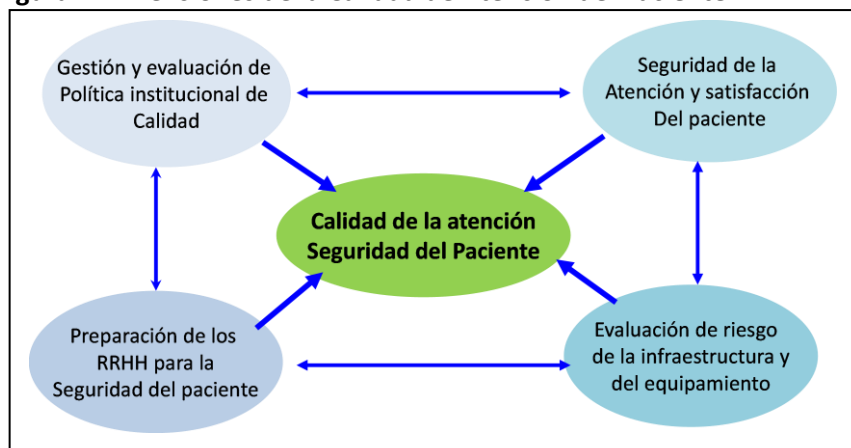 Gestión y evaluación de
Política institucional de
Calidad
Seguridad de la
Atención y satisfacción
Del paciente
Calidad de la atención
Seguridad del Paciente
Preparación de los
RRHH para la
Seguridad del paciente
Evaluación de riesgo
de la infraestructura y
del equipamiento